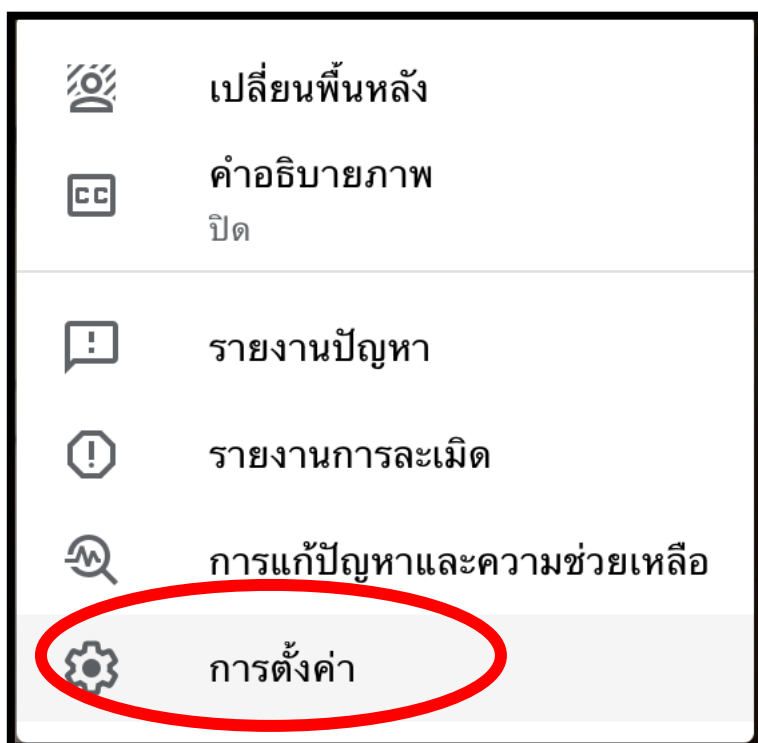 เปลี่ยนพื้นหลัง
CC
คำอธิบายภาพ
ปิด
รายงานปัญหา
รายงานการละเมิด
การแก้ปัญหาและความช่วยเหลือ
การตั้งค่า